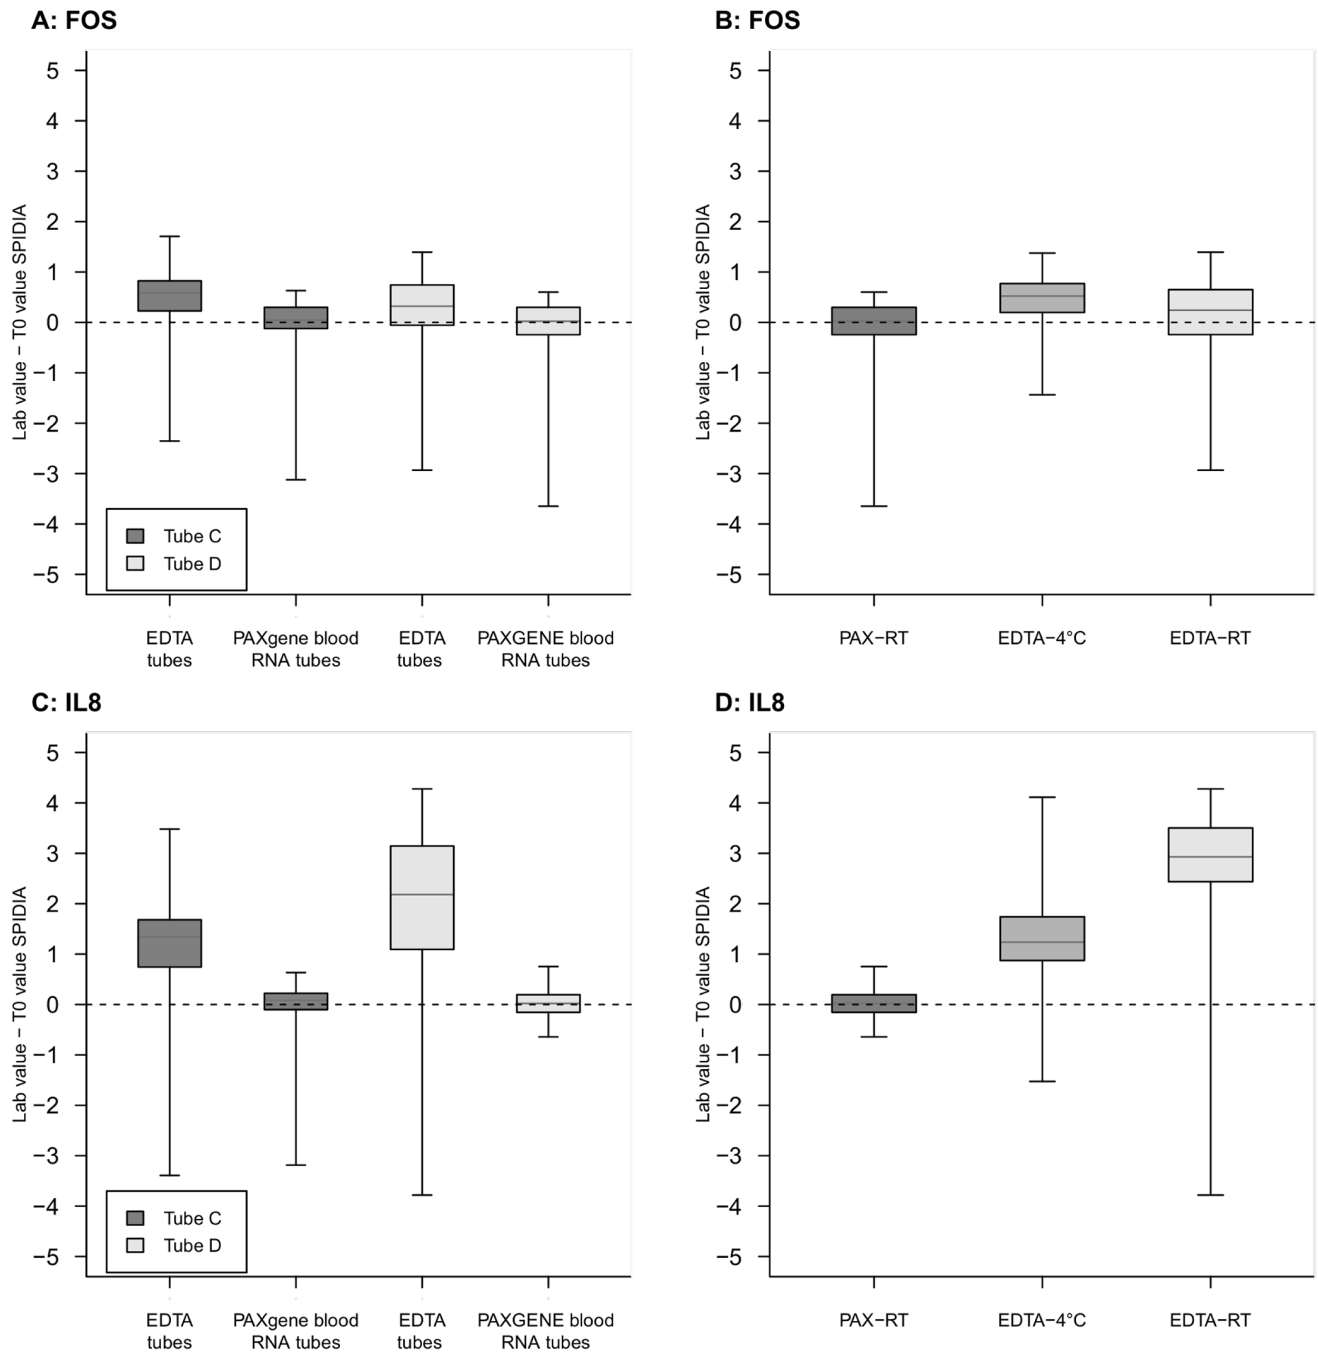 A: FOS
Lab value − T0 value SPIDIA
5
4
3
2
1
0
−1
−2
−3
−4
−5
Tube C
Tube D
EDTA tubes
PAXgene blood RNA tubes
EDTA tubes
PAXGENE blood RNA tubes
B: FOS
Lab value − T0 value SPIDIA
5
4
3
2
1
0
−1
−2
−3
−4
−5
PAX−RT
EDTA−4°C
EDTA−RT
C: IL8
Lab value − T0 value SPIDIA
5
4
3
2
1
0
−1
−2
−3
−4
−5
Tube C
Tube D
EDTA tubes
PAXgene blood RNA tubes
EDTA tubes
PAXGENE blood RNA tubes
D: IL8
Lab value − T0 value SPIDIA
5
4
3
2
1
0
−1
−2
−3
−4
−5
PAX−RT
EDTA−4°C
EDTA−RT